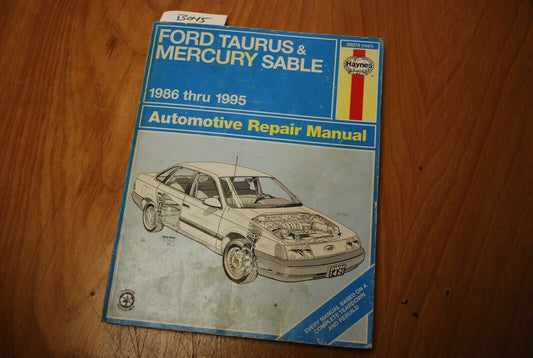 B045
FORD TAURUS &
MERCURY SABLE
1986 thru 1995
Automotive Repair Manual
Haynes
EVERY MANUAL BASED ON A
COMPLETE TEARDOWN
AND REBUILD